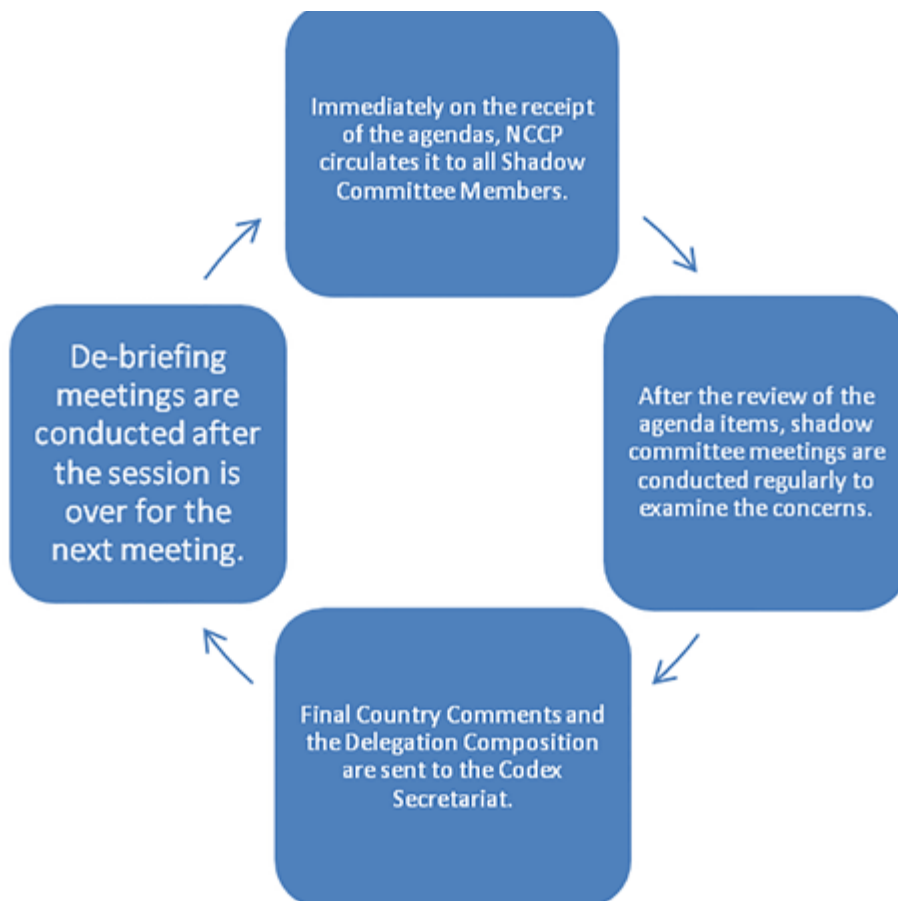 Immediately on the receipt
of the agendas, NCCP
circulates it to all Shadow
Committee Members.
After the review of the
agenda items, shadow
committee meetings are
conducted regularly to
examine the concerns.
Final Country Comments and
the Delegation Composition
are sent to the Codex
Secretariat.
De-briefing
meetings are
conducted after
the session is
over for the
next meeting.